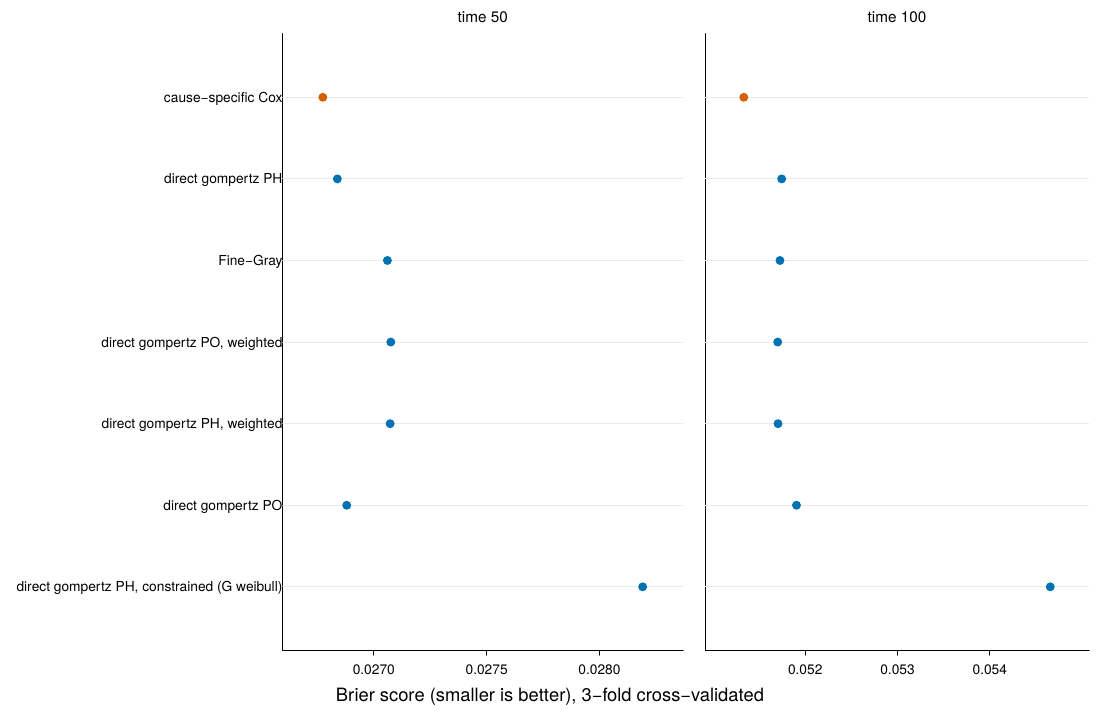 time 50
time 100
cause−specific Cox
direct gompertz PH
Fine−Gray
direct gompertz PO, weighted
direct gompertz PH, weighted
direct gompertz PO
direct gompertz PH, constrained (G weibull)
0.0270 0.0275 0.0280
0.052 0.053 0.054
Brier score (smaller is better), 3−fold cross−validated